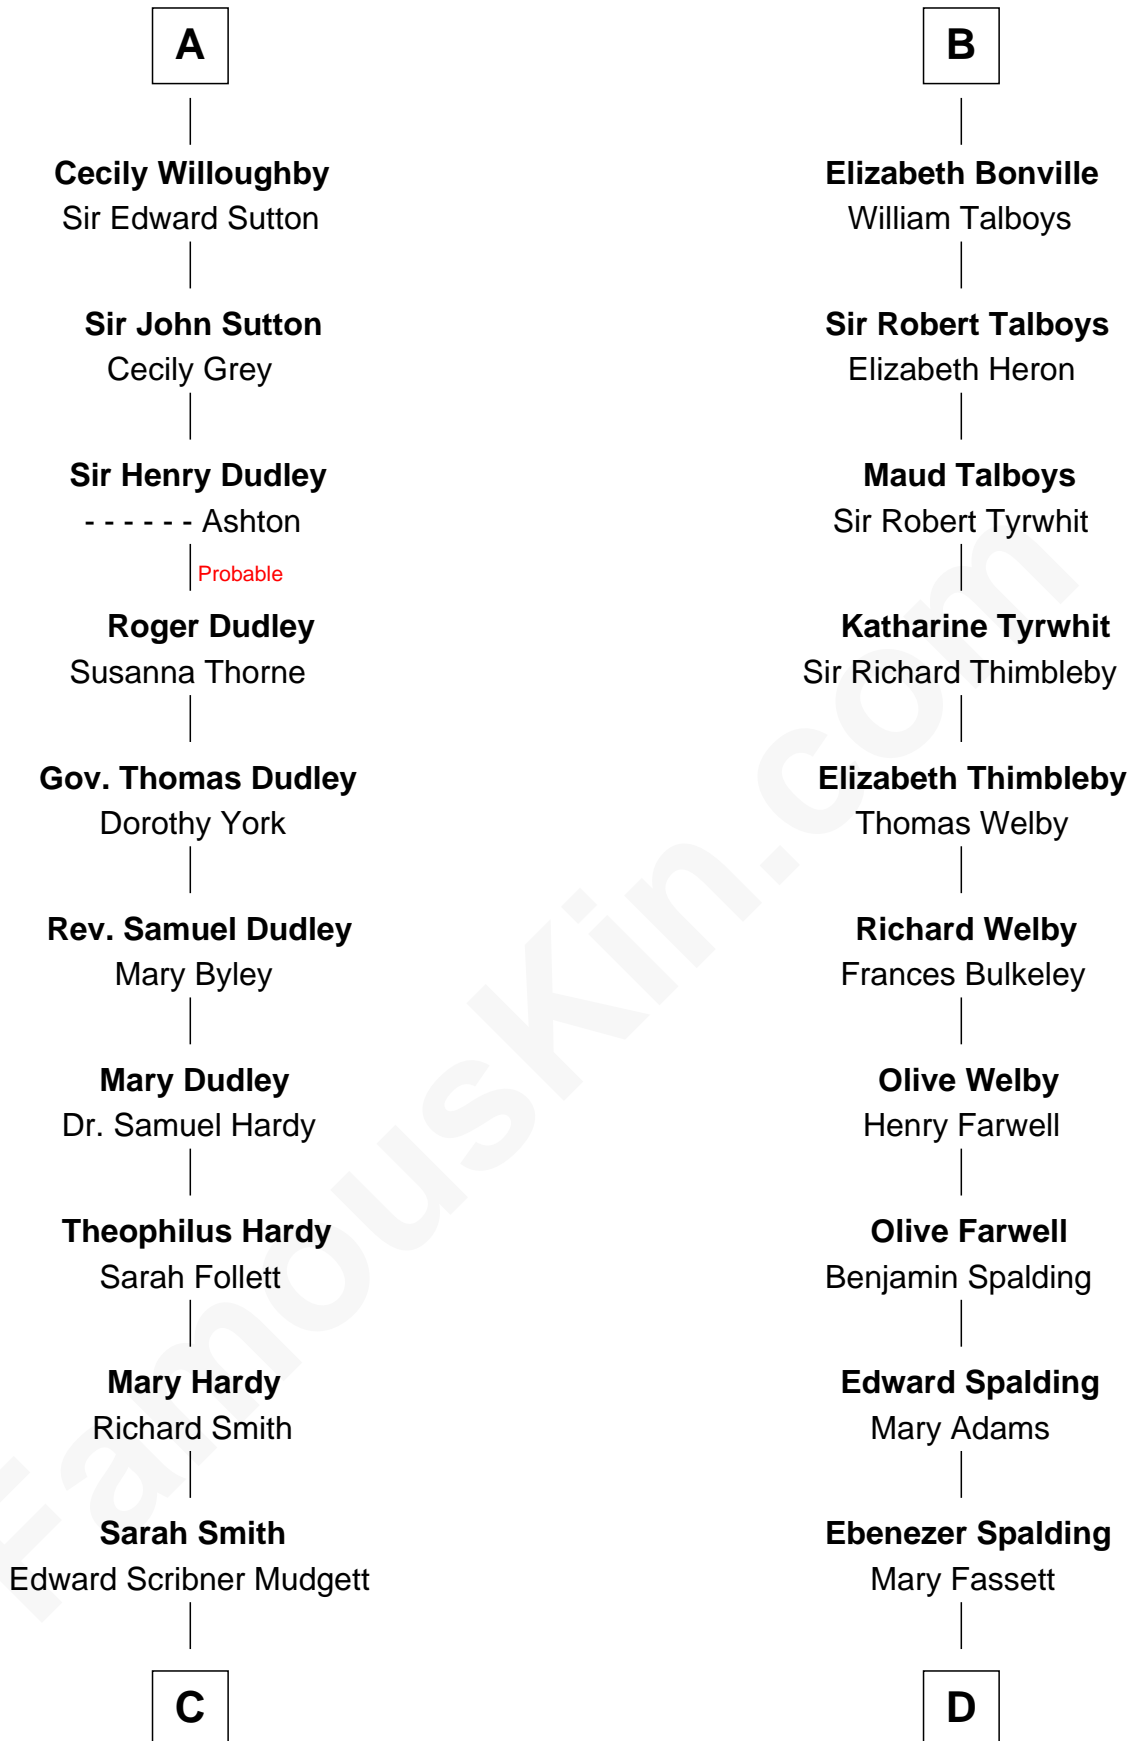 A
Cecily Willoughby
Sir Edward Sutton
Sir John Sutton
Cecily Grey
Sir Henry Dudley
- - - - - - Ashton
Probable
Roger Dudley
Susanna Thorne
Gov. Thomas Dudley
Dorothy York
Rev. Samuel Dudley
Mary Byley
Mary Dudley
Dr. Samuel Hardy
Theophilus Hardy
Sarah Follett
Mary Hardy
Richard Smith
Sarah Smith
Edward Scribner Mudgett
C
B
Elizabeth Bonville
William Talboys
Sir Robert Talboys
Elizabeth Heron
Maud Talboys
Sir Robert Tyrwhit
Katharine Tyrwhit
Sir Richard Thimbleby
Elizabeth Thimbleby
Thomas Welby
Richard Welby
Frances Bulkeley
Olive Welby
Henry Farwell
Olive Farwell
Benjamin Spalding
Edward Spalding
Mary Adams
Ebenezer Spalding
Mary Fassett
D
FamousKin.com